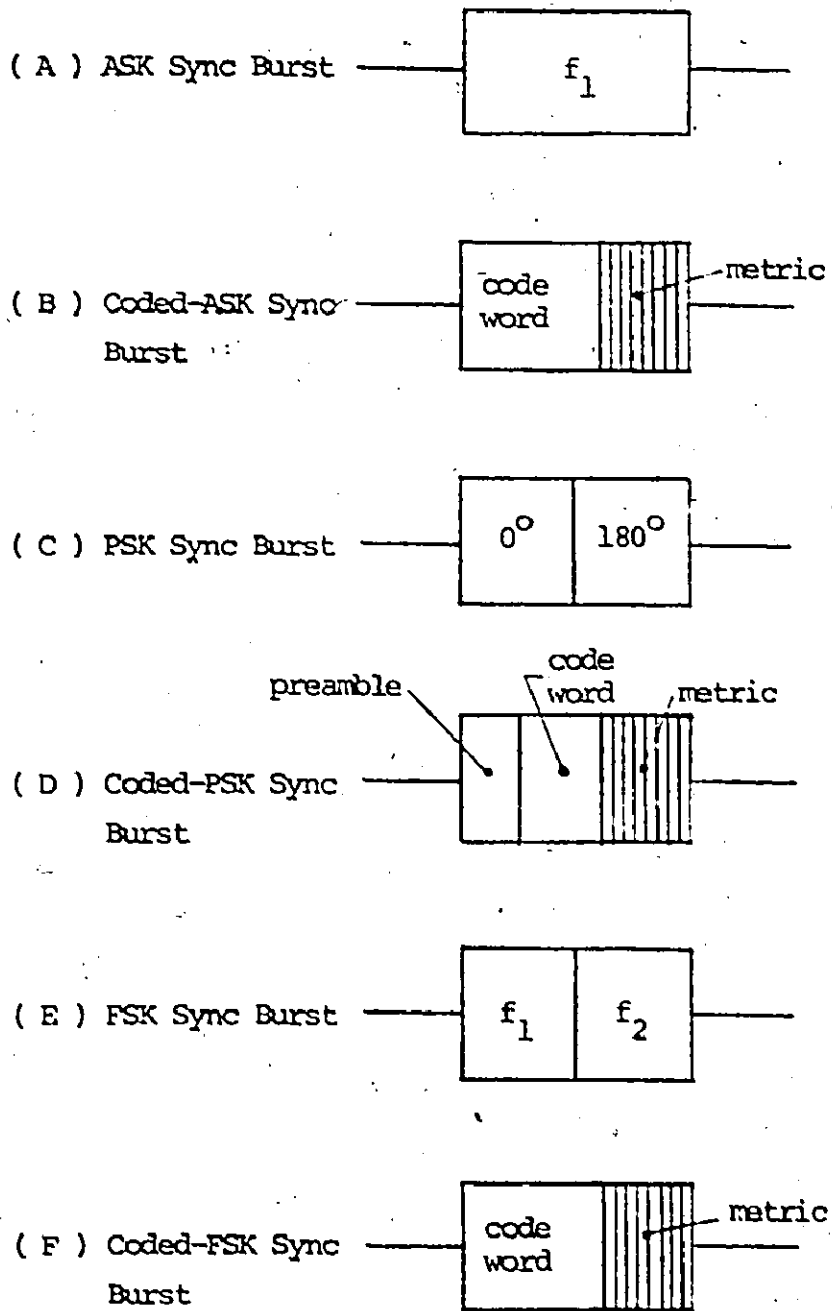 ( A ) ASK Sync Burst
f1
( B ) Coded-ASK Sync
Burst
code
word
metric
( C ) PSK Sync Burst
0°
180°
preamble
code
word
metric
( D ) Coded-PSK Sync
Burst
( E ) FSK Sync Burst
f1
f2
( F ) Coded-FSK Sync
Burst
code
word
metric